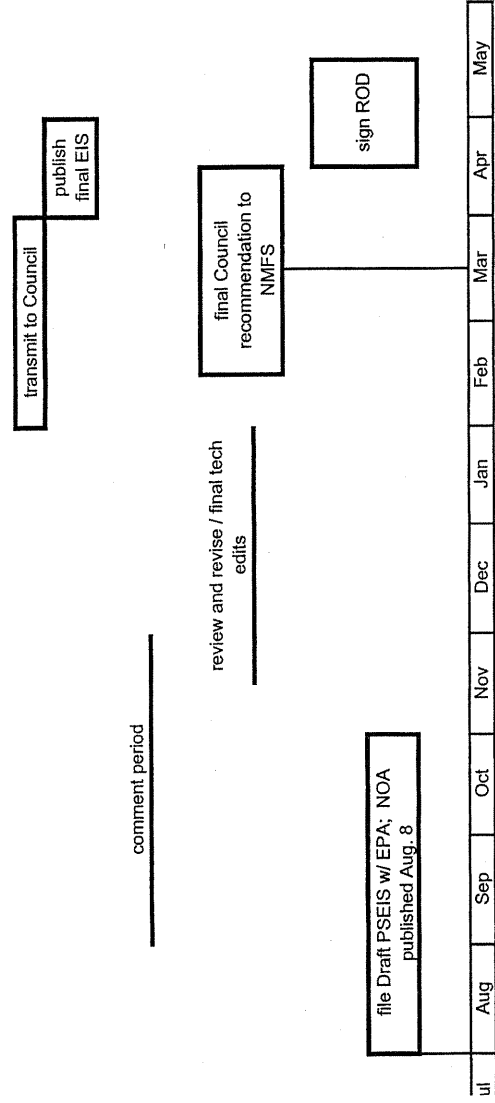 transmit to Council
publish
final EIS
comment period
review and revise / final tech
edits
final Council
recommendation to
NMFS
sign ROD
file Draft PSEIS w/ EPA; NOA
published Aug. 8
ul
Aug
Sep
Oct
Nov
Dec
Jan
Feb
Mar
Apr
May